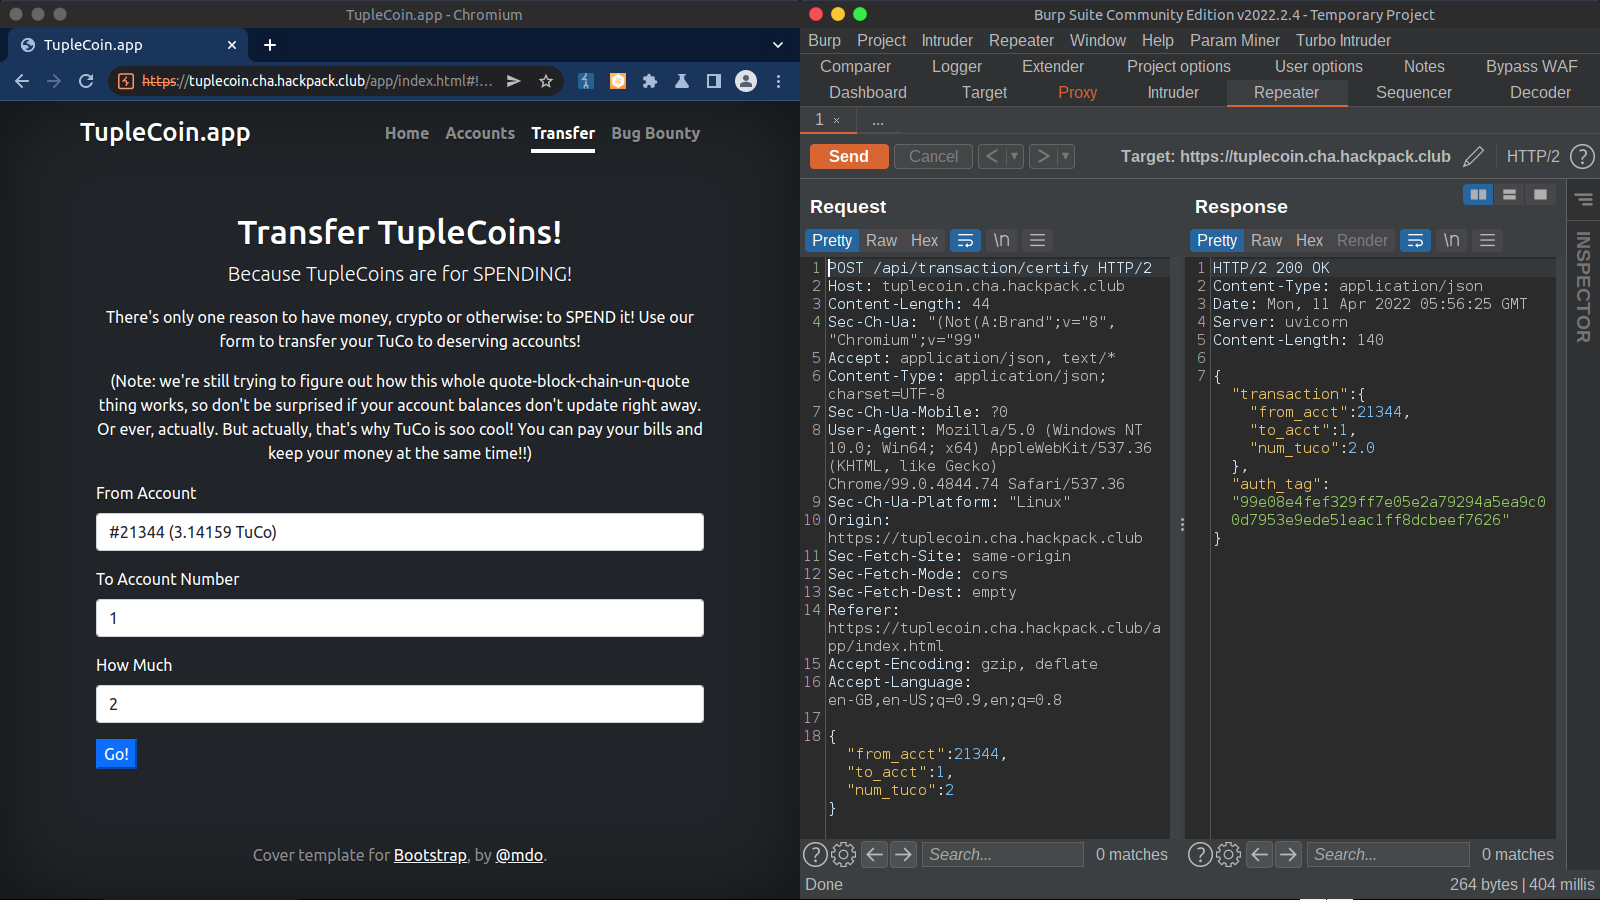 TupleCoin.app - Chromium
TupleCoin.app
https://tuplecoin.cha.hackpack.club/app/index.html#!...
TupleCoin.app
Home Accounts Transfer Bug Bounty
Transfer TupleCoins!
Because TupleCoins are for SPENDING!
There's only one reason to have money, crypto or otherwise: to SPEND it! Use our
form to transfer your TuCo to deserving accounts!
(Note: we're still trying to figure out how this whole quote-block-chain-un-quote
thing works, so don't be surprised if your account balances don't update right away.
Or ever, actually. But actually, that's why TuCo is soo cool! You can pay your bills and
keep your money at the same time!!)
From Account
#21344 (3.14159 TuCo)
To Account Number
1
How Much
2
Go!
Cover template for Bootstrap, by @mdo.
Burp Suite Community Edition v2022.2.4 - Temporary Project
Burp Project Intruder Repeater Window Help Param Miner Turbo Intruder
Comparer Logger Extender Project options User options Notes Bypass WAF
Dashboard Target Proxy Intruder Repeater Sequencer Decoder
1 × ...
Send Cancel < > Target: https://tuplecoin.cha.hackpack.club HTTP/2 ?
Request
Pretty Raw Hex \n
1 POST /api/transaction/certify HTTP/2
2 Host: tuplecoin.cha.hackpack.club
3 Content-Length: 44
4 Sec-Ch-Ua: "(Not(A:Brand";v="8",
"Chromium";v="99"
5 Accept: application/json, text/*
6 Content-Type: application/json;
charset=UTF-8
7 Sec-Ch-Ua-Mobile: ?0
8 User-Agent: Mozilla/5.0 (Windows NT
10.0; Win64; x64) AppleWebKit/537.36
(KHTML, like Gecko)
Chrome/99.0.4844.74 Safari/537.36
9 Sec-Ch-Ua-Platform: "Linux"
10 Origin:
https://tuplecoin.cha.hackpack.club
11 Sec-Fetch-Site: same-origin
12 Sec-Fetch-Mode: cors
13 Sec-Fetch-Dest: empty
14 Referer:
https://tuplecoin.cha.hackpack.club/a
pp/index.html
15 Accept-Encoding: gzip, deflate
16 Accept-Language:
en-GB,en-US;q=0.9,en;q=0.8
17
18 {
"from_acct":21344,
"to_acct":1,
"num_tuco":2
}
? Search... 0 matches
Response
Pretty Raw Hex Render \n
1 HTTP/2 200 OK
2 Content-Type: application/json
3 Date: Mon, 11 Apr 2022 05:56:25 GMT
4 Server: uvicorn
5 Content-Length: 140
6
7 {
"transaction":{
"from_acct":21344,
"to_acct":1,
"num_tuco":2.0
},
"auth_tag":
"99e08e4fef329ff7e05e2a79294a5ea9c0
0d7953e9ede51eac1ff8dcbeef7626"
}
? Search... 0 matches
INSPECTOR
Done
264 bytes | 404 millis